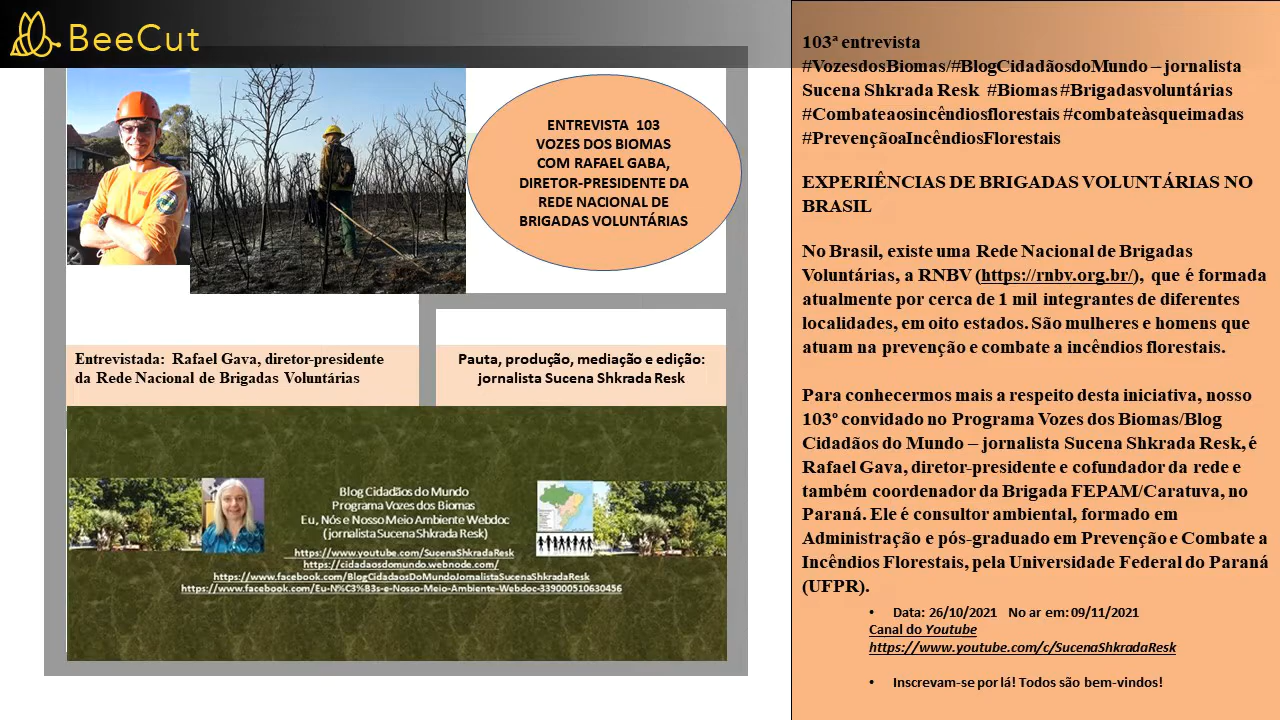 BeeCut
ENTREVISTA 103
VOZES DOS BIOMAS
COM RAFAEL GABA,
DIRETOR-PRESIDENTE DA
REDE NACIONAL DE
BRIGADAS VOLUNTÁRIAS
Entrevistada: Rafael Gava, diretor-presidente
da Rede Nacional de Brigadas Voluntárias
Pauta, produção, mediação e edição:
jornalista Sucena Shkrada Resk
Blog Cidadãos do Mundo
Programa Vozes dos Biomas
Eu, Nós e Nosso Meio Ambiente Webdoc
(jornalista Sucena Shkrada Resk)
https://www.youtube.com/SucenaShkradaResk
https://cidadaosdomundo.webnode.com/
https://www.facebook.com/BlogCidadaosDoMundoJornalistaSucenaShkradaResk
https://www.facebook.com/Eu-N%C3%B3s-e-Nosso-Meio-Ambiente-Webdoc-339000510630456
103ª entrevista
#VozesdosBiomas/#BlogCidadãosdoMundo – jornalista
Sucena Shkrada Resk #Biomas #Brigadasvoluntárias
#Combateaosincêndiosflorestais #combateàsqueimadas
#PrevençãoaIncêndiosFlorestais
EXPERIÊNCIAS DE BRIGADAS VOLUNTÁRIAS NO
BRASIL
No Brasil, existe uma Rede Nacional de Brigadas
Voluntárias, a RNBV (https://rnbv.org.br/), que é formada
atualmente por cerca de 1 mil integrantes de diferentes
localidades, em oito estados. São mulheres e homens que
atuam na prevenção e combate a incêndios florestais.
Para conhecermos mais a respeito desta iniciativa, nosso
103º convidado no Programa Vozes dos Biomas/Blog
Cidadãos do Mundo – jornalista Sucena Shkrada Resk, é
Rafael Gava, diretor-presidente e cofundador da rede e
também coordenador da Brigada FEPAM/Caratuva, no
Paraná. Ele é consultor ambiental, formado em
Administração e pós-graduado em Prevenção e Combate a
Incêndios Florestais, pela Universidade Federal do Paraná
(UFPR).
• Data: 26/10/2021 No ar em: 09/11/2021
Canal do Youtube
https://www.youtube.com/c/SucenaShkradaResk
• Inscrevam-se por lá! Todos são bem-vindos!